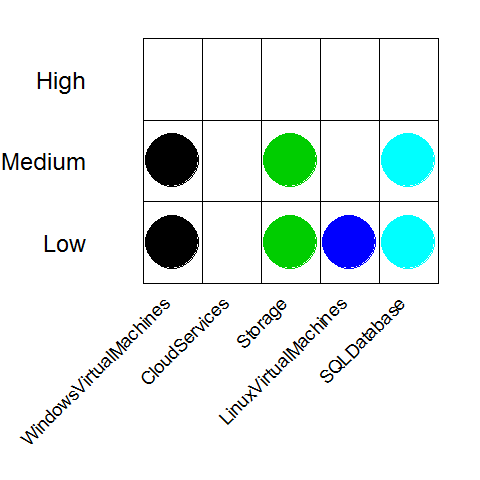 High
Medium
Low
WindowsVirtualMachines
CloudServices
Storage
LinuxVirtualMachines
SQLDatabase